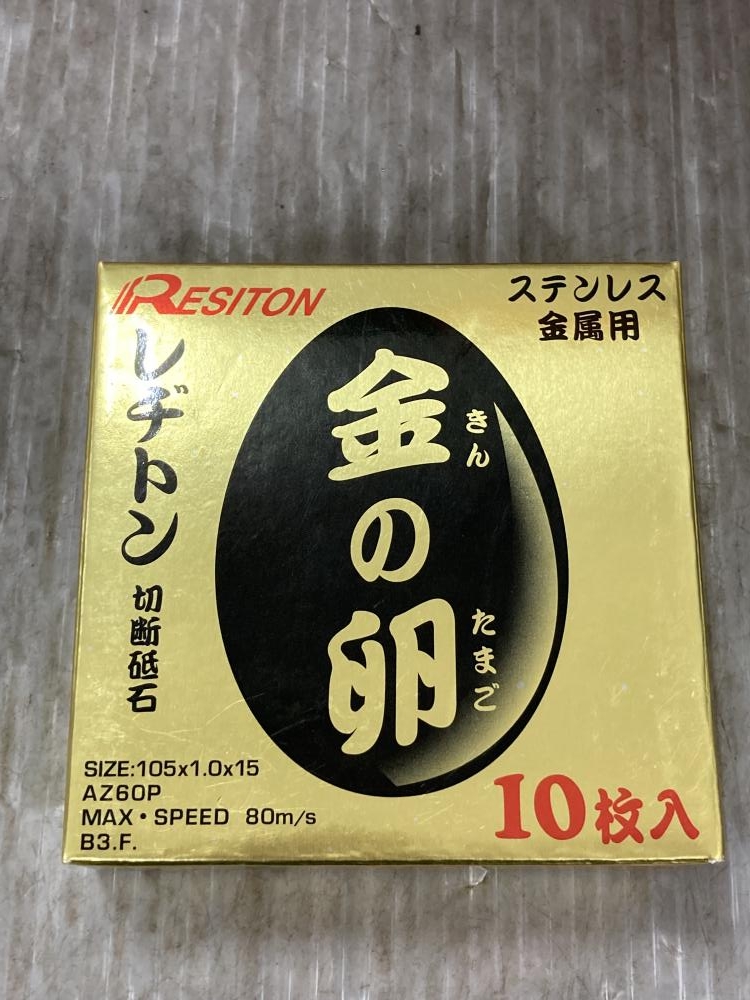 RESITON
レヂトン
切断砥石
ステンレス
金属用
金の卵
きん
たまご
SIZE:105x1.0x15
AZ60P
MAX・SPEED 80m/s
B3.F.
10枚入